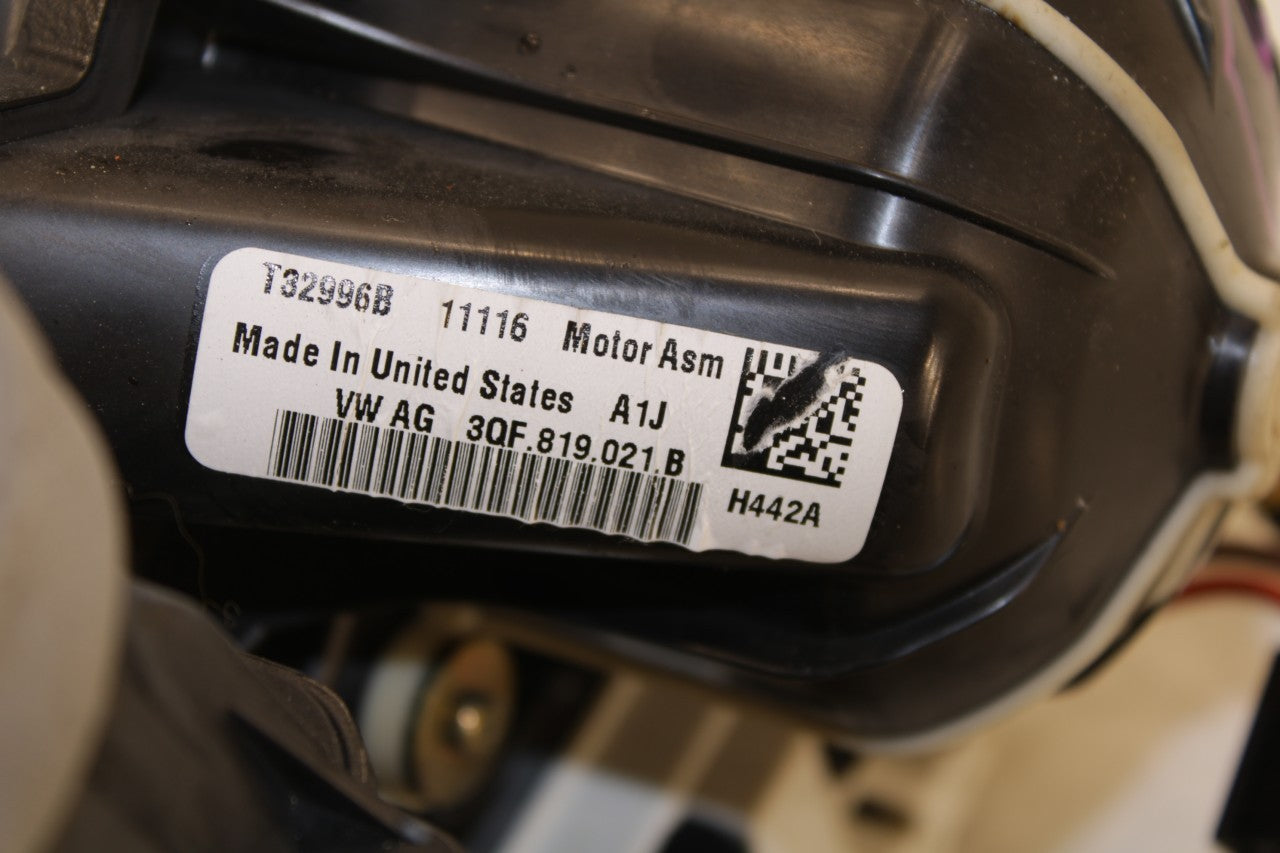 T32996B 11116 Motor Asm
Made In United States A1J
VW AG 3QF.819.021.B
H442A